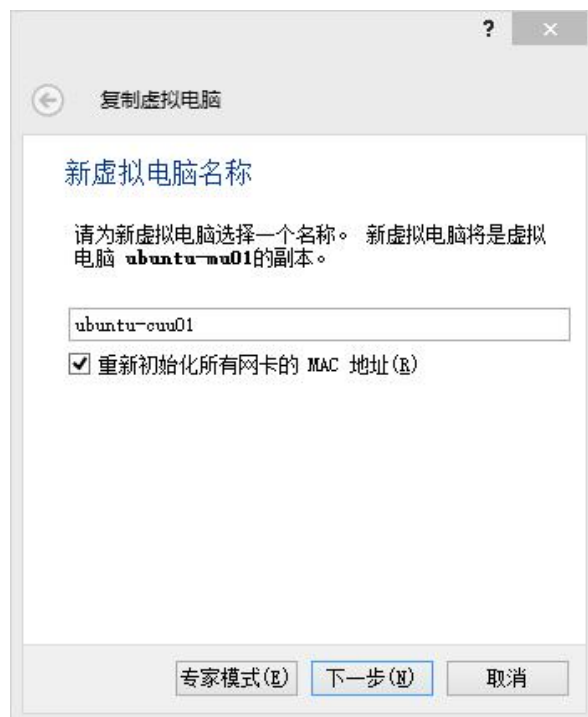 ?
复制虚拟电脑
新虚拟电脑名称
请为新虚拟电脑选择一个名称。 新虚拟电脑将是虚拟
电脑 ubuntu-mu01的副本。
ubuntu-cuu01
重新初始化所有网卡的 MAC 地址(R)
专家模式(E) 下一步(N) 取消